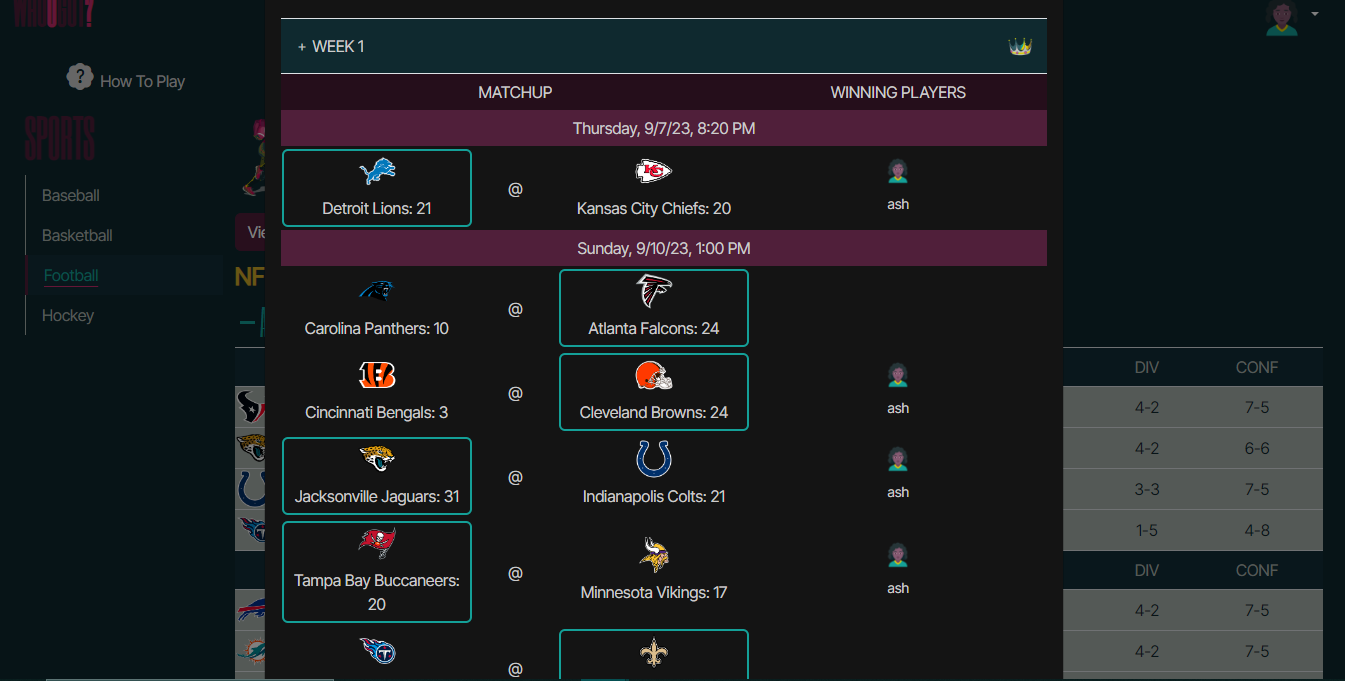 WHOUGOT?
+ WEEK 1
How To Play
MATCHUP WINNING PLAYERS
SPORTS
Thursday, 9/7/23, 8:20 PM
Baseball
Detroit Lions: 21 @ Kansas City Chiefs: 20 ash
Basketball
Vie
Sunday, 9/10/23, 1:00 PM
Football
NF
Hockey
Carolina Panthers: 10 @ Atlanta Falcons: 24
DIV CONF
Cincinnati Bengals: 3 @ Cleveland Browns: 24 ash
4-2 7-5
4-2 6-6
Jacksonville Jaguars: 31 @ Indianapolis Colts: 21 ash
3-3 7-5
1-5 4-8
Tampa Bay Buccaneers:
20 @ Minnesota Vikings: 17 ash
DIV CONF
4-2 7-5
4-2 7-5
@